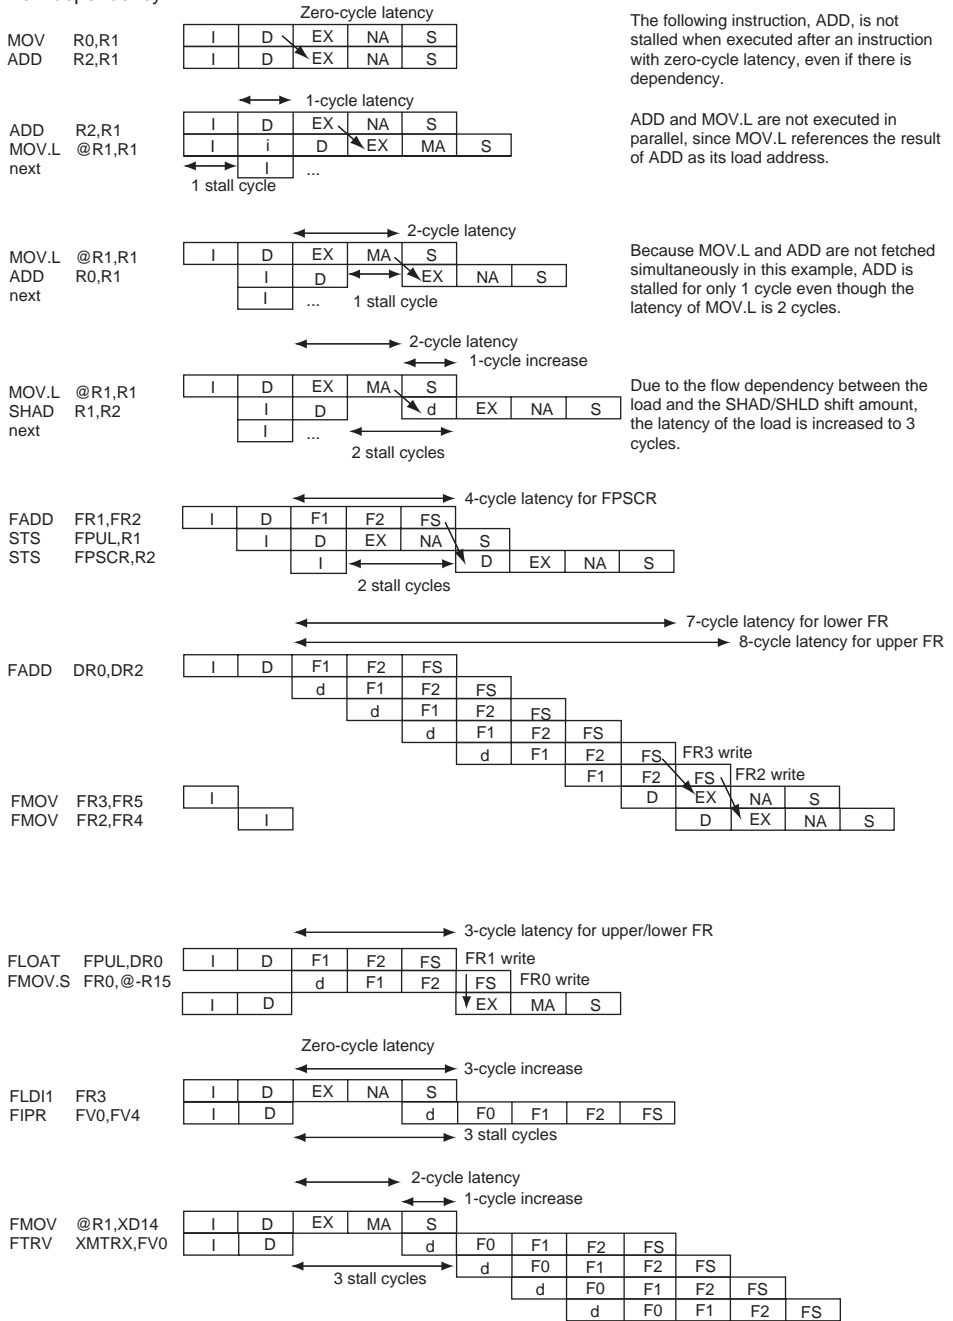 Zero-cycle latency
MOV R0,R1 I D EX NA S
ADD R2,R1 I D EX NA S
The following instruction, ADD, is not
stalled when executed after an instruction
with zero-cycle latency, even if there is
dependency.
1-cycle latency
ADD R2,R1 I D EX NA S
MOV.L @R1,R1 I i D EX MA S
next I ...
1 stall cycle
ADD and MOV.L are not executed in
parallel, since MOV.L references the result
of ADD as its load address.
2-cycle latency
MOV.L @R1,R1 I D EX MA S
ADD R0,R1 I D EX NA S
next I ... 1 stall cycle
Because MOV.L and ADD are not fetched
simultaneously in this example, ADD is
stalled for only 1 cycle even though the
latency of MOV.L is 2 cycles.
2-cycle latency
1-cycle increase
MOV.L @R1,R1 I D EX MA S
SHAD R1,R2 I D d EX NA S
next I ...
2 stall cycles
Due to the flow dependency between the
load and the SHAD/SHLD shift amount,
the latency of the load is increased to 3
cycles.
4-cycle latency for FPSCR
FADD FR1,FR2 I D F1 F2 FS
STS FPUL,R1 I D EX NA S
STS FPSCR,R2 I D EX NA S
2 stall cycles
7-cycle latency for lower FR
8-cycle latency for upper FR
FADD DR0,DR2 I D F1 F2 FS
d F1 F2 FS
d F1 F2 FS
d F1 F2 FS
d F1 F2 FS FR3 write
F1 F2 FS FR2 write
FMOV FR3,FR5 I D EX NA S
FMOV FR2,FR4 I D EX NA S
3-cycle latency for upper/lower FR
FLOAT FPUL,DR0 I D F1 F2 FS FR1 write
FMOV.S FR0,@-R15 d F1 F2 FS FR0 write
I D EX MA S
Zero-cycle latency
3-cycle increase
FLDI1 FR3 I D EX NA S
FIPR FV0,FV4 I D d F0 F1 F2 FS
3 stall cycles
2-cycle latency
1-cycle increase
FMOV @R1,XD14 I D EX MA S
FTRV XMTRX,FV0 I D d F0 F1 F2 FS
3 stall cycles d F0 F1 F2 FS
d F0 F1 F2 FS
d F0 F1 F2 FS